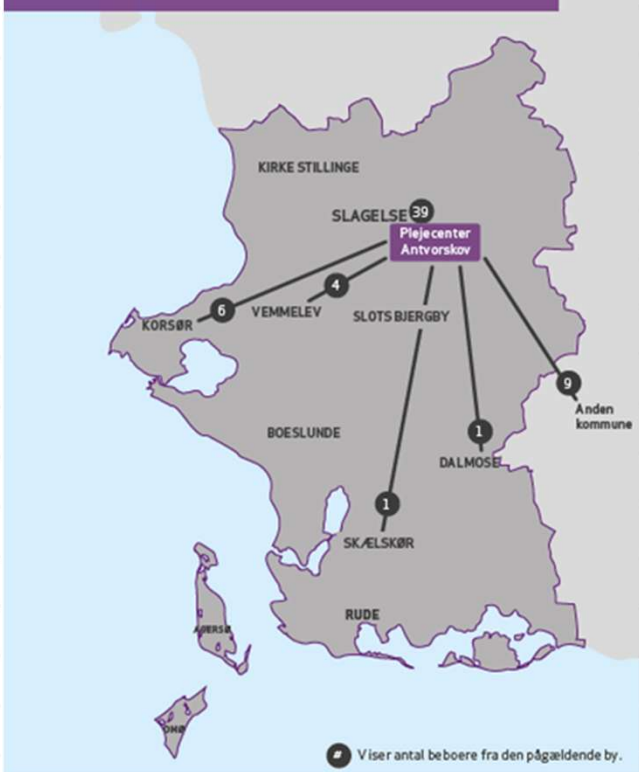 KIRKE STILLINGE
SLAGELSE 39
Plejecenter
Antvorskov
6
4
KORSØR
VEMMELEV
SLOTS BJERGBY
9
Anden
kommune
BOESLUNDE
1
DALMOSE
1
SKÆLSKØR
RUDE
AGERSØ
OMØ
# Viser antal beboere fra den pågældende by.